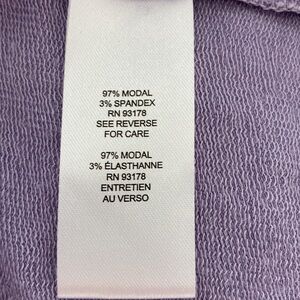 97% MODAL
3% SPANDEX
RN 93178
SEE REVERSE
FOR CARE
97% MODAL
3% ÉLASTHANNE
RN 93178
ENTRETIEN
AU VERSO